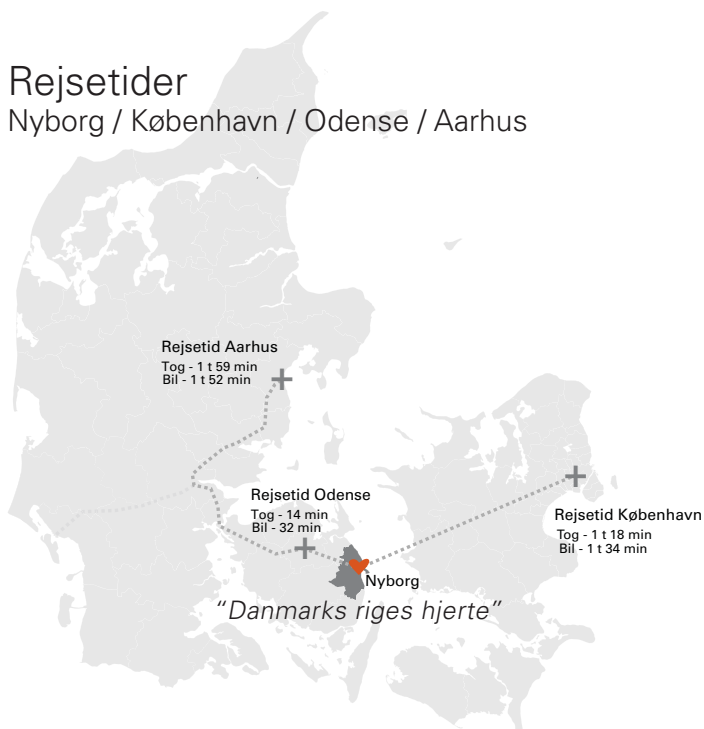 Rejsetider
Nyborg / København / Odense / Aarhus
Rejsetid Aarhus
Tog - 1 t 59 min
Bil - 1 t 52 min
Rejsetid Odense
Tog - 14 min
Bil - 32 min
Rejsetid København
Tog - 1 t 18 min
Bil - 1 t 34 min
Nyborg
“Danmarks riges hjerte”